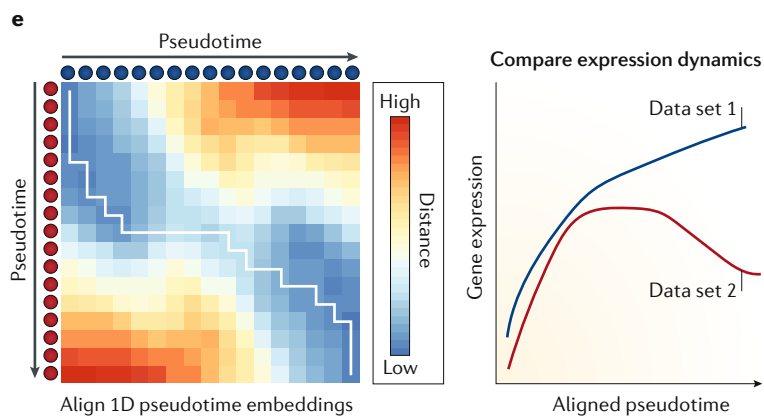 e
Pseudotime
Pseudotime
High
Distance
Low
Align 1D pseudotime embeddings
Compare expression dynamics
Data set 1
Gene expression
Data set 2
Aligned pseudotime